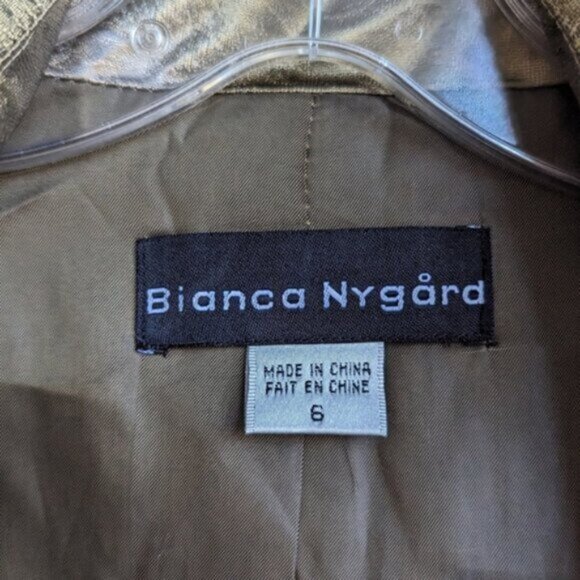 Bianca Nygård
MADE IN CHINA
FAIT EN CHINE
6